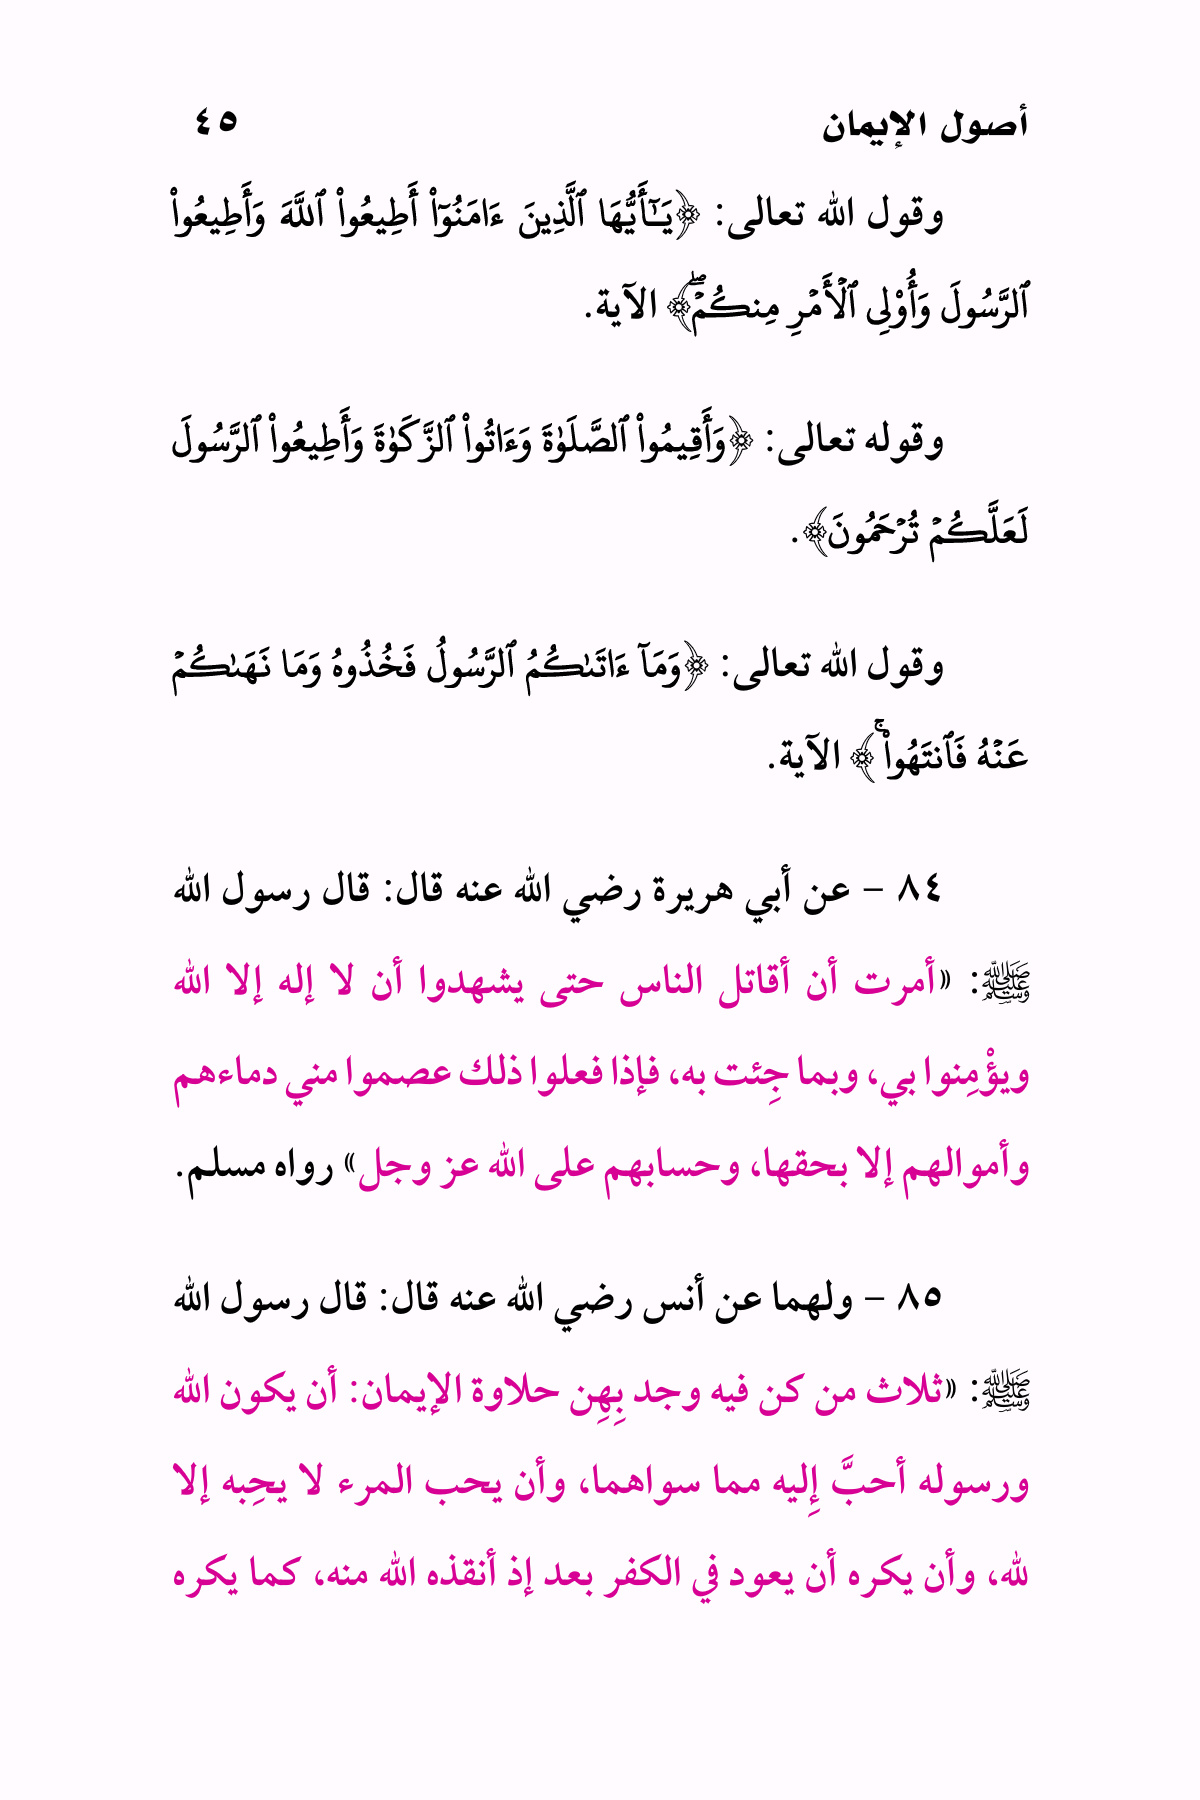 أصول الإيمان ٤٥
وقول الله تعالى: ﴿يَـٰٓأَيُّهَا ٱلَّذِينَ ءَامَنُوٓا۟ أَطِيعُوا۟ ٱللَّهَ وَأَطِيعُوا۟
ٱلرَّسُولَ وَأُو۟لِى ٱلْأَمْرِ مِنكُمْ ۖ﴾ الآية.
وقوله تعالى: ﴿وَأَقِيمُوا۟ ٱلصَّلَوٰةَ وَءَاتُوا۟ ٱلزَّكَوٰةَ وَأَطِيعُوا۟ ٱلرَّسُولَ
لَعَلَّكُمْ تُرْحَمُونَ﴾.
وقول الله تعالى: ﴿وَمَآ ءَاتَىٰكُمُ ٱلرَّسُولُ فَخُذُوهُ وَمَا نَهَىٰكُمْ
عَنْهُ فَٱنتَهُوا۟ ۚ﴾ الآية.
٨٤ – عن أبي هريرة رضي الله عنه قال: قال رسول الله
ﷺ: «أمرت أن أقاتل الناس حتى يشهدوا أن لا إله إلا الله
ويؤْمِنوا بي، وبما جِئت به، فإذا فعلوا ذلك عصموا مني دماءهم
وأموالهم إلا بحقها، وحسابهم على الله عز وجل» رواه مسلم.
٨٥ – ولهما عن أنس رضي الله عنه قال: قال رسول الله
ﷺ: «ثلاث من كن فيه وجد بِهِن حلاوة الإيمان: أن يكون الله
ورسوله أحبَّ إِليه مما سواهما، وأن يحب المرء لا يحِبه إلا
لله، وأن يكره أن يعود في الكفر بعد إذ أنقذه الله منه، كما يكره